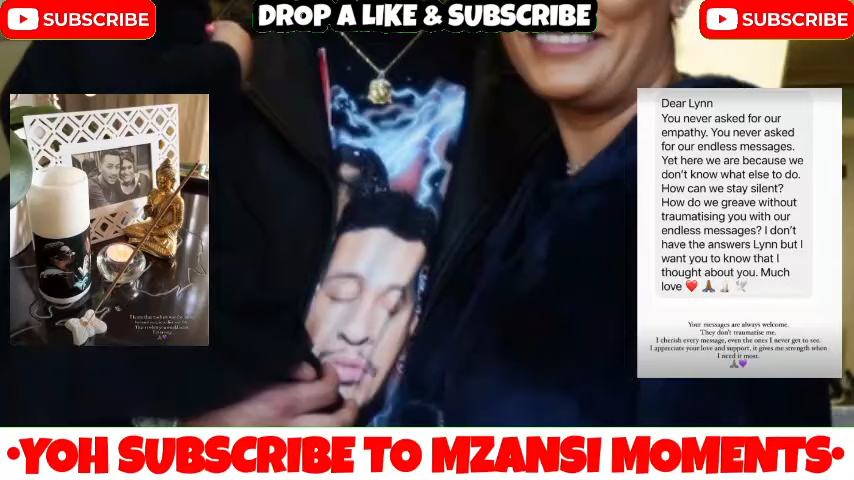 SUBSCRIBE
DROP A LIKE & SUBSCRIBE
SUBSCRIBE
Dear Lynn
You never asked for our
empathy. You never asked
for our endless messages.
Yet here we are because we
don't know what else to do.
How can we stay silent?
How do we greave without
traumatising you with our
endless messages? I don't
have the answers Lynn but I
want you to know that I
thought about you. Much
love ❤️ 🙏🏾 🕯️ 🕊️
Your messages are always welcome.
They don't traumatise me.
I cherish every message, even the ones I never get to see.
I appreciate your love and support, it gives me strength when
I need it most.
🙏🏾💜
•YOH SUBSCRIBE TO MZANSI MOMENTS•